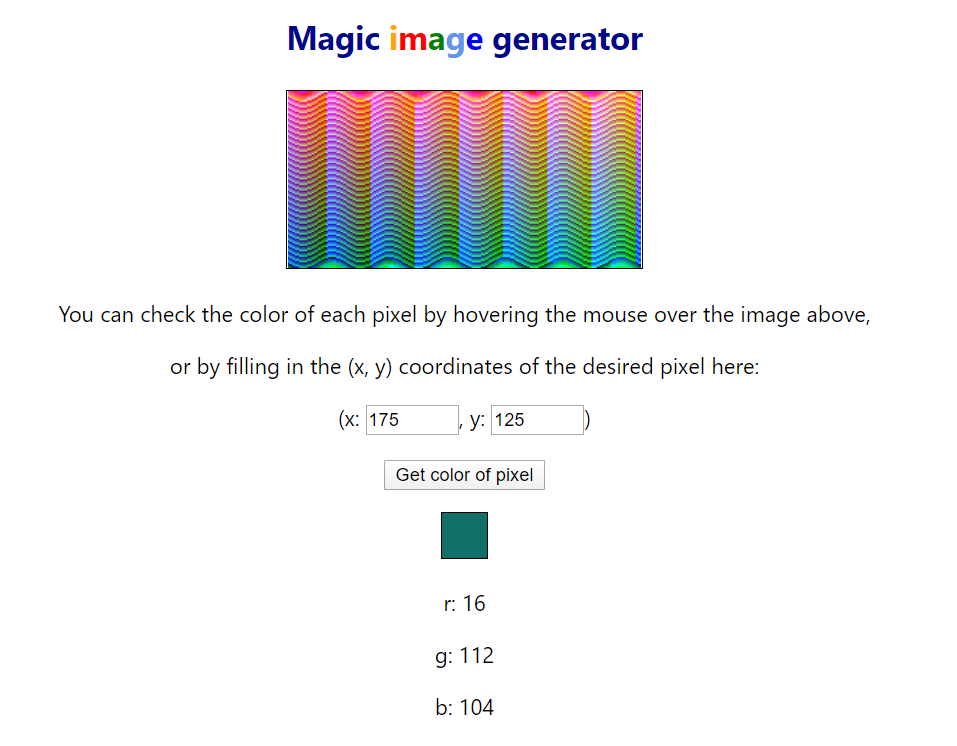 Magic image generator
You can check the color of each pixel by hovering the mouse over the image above,
or by filling in the (x, y) coordinates of the desired pixel here:
(x: 175, y: 125)
Get color of pixel
r: 16
g: 112
b: 104